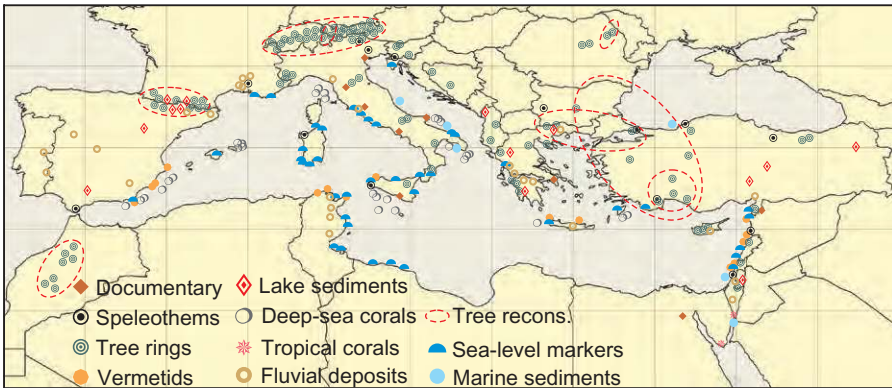 Documentary
Lake sediments
Speleothems
Deep-sea corals
Tree recons.
Tree rings
Tropical corals
Sea-level markers
Vermetids
Fluvial deposits
Marine sediments